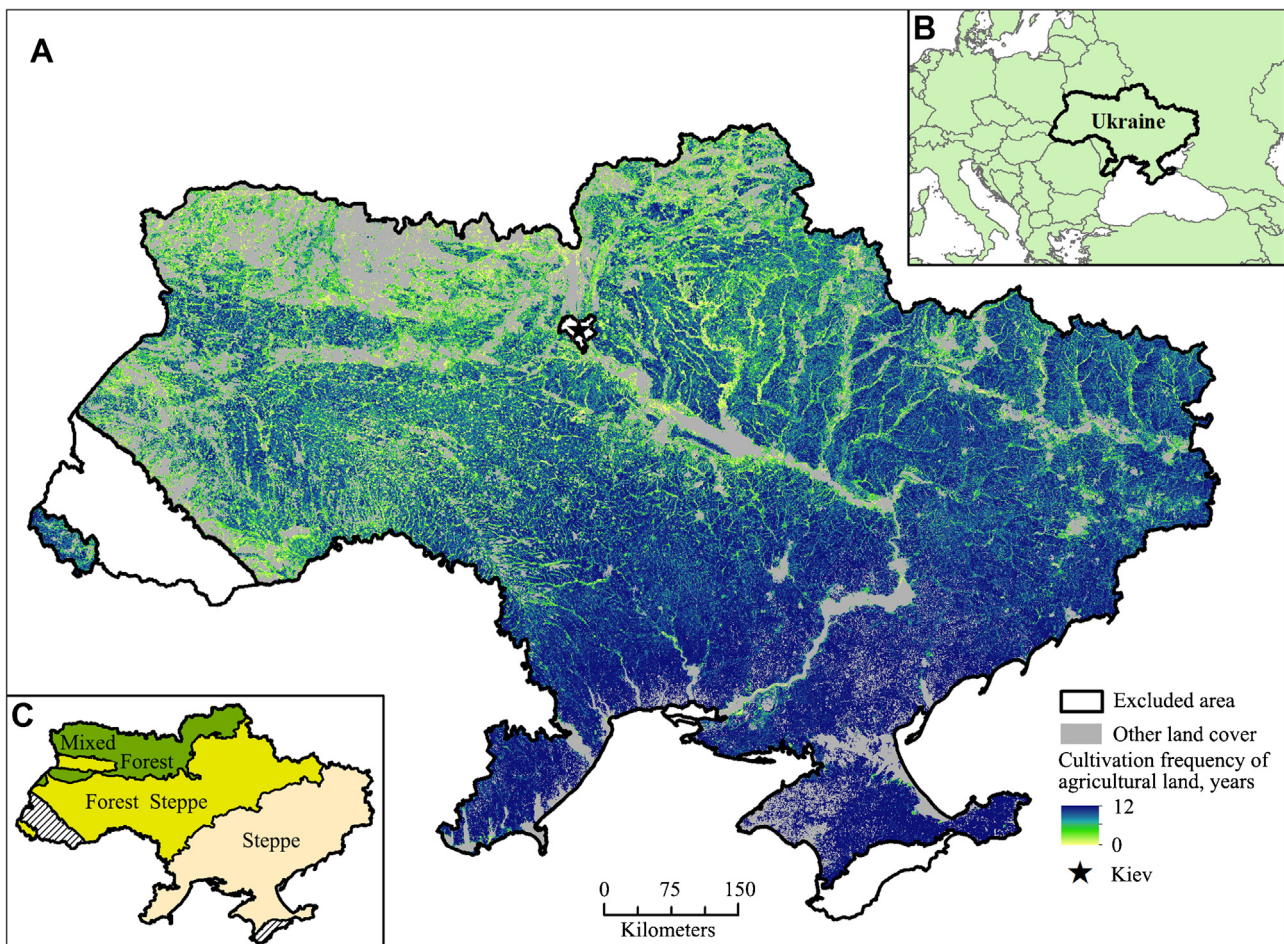 A
B
Ukraine
C
Mixed
Forest
Forest Steppe
Steppe
Excluded area
Other land cover
Cultivation frequency of
agricultural land, years
12
0
Kiev
0 75 150
Kilometers